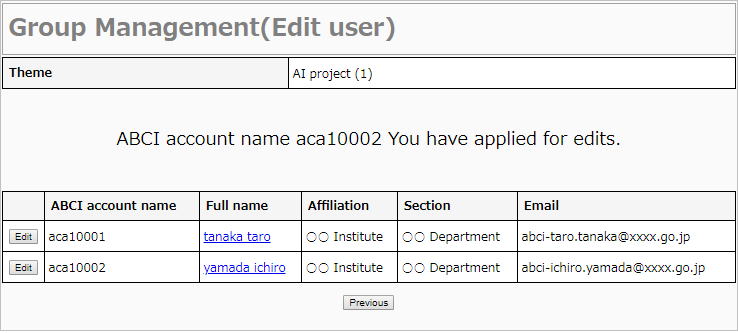 Group Management(Edit user)
Theme AI project (1)
ABCI account name aca10002 You have applied for edits.
ABCI account name Full name Affiliation Section Email
Edit aca10001 tanaka taro ○○ Institute ○○ Department abci-taro.tanaka@xxxx.go.jp
Edit aca10002 yamada ichiro ○○ Institute ○○ Department abci-ichiro.yamada@xxxx.go.jp
Previous